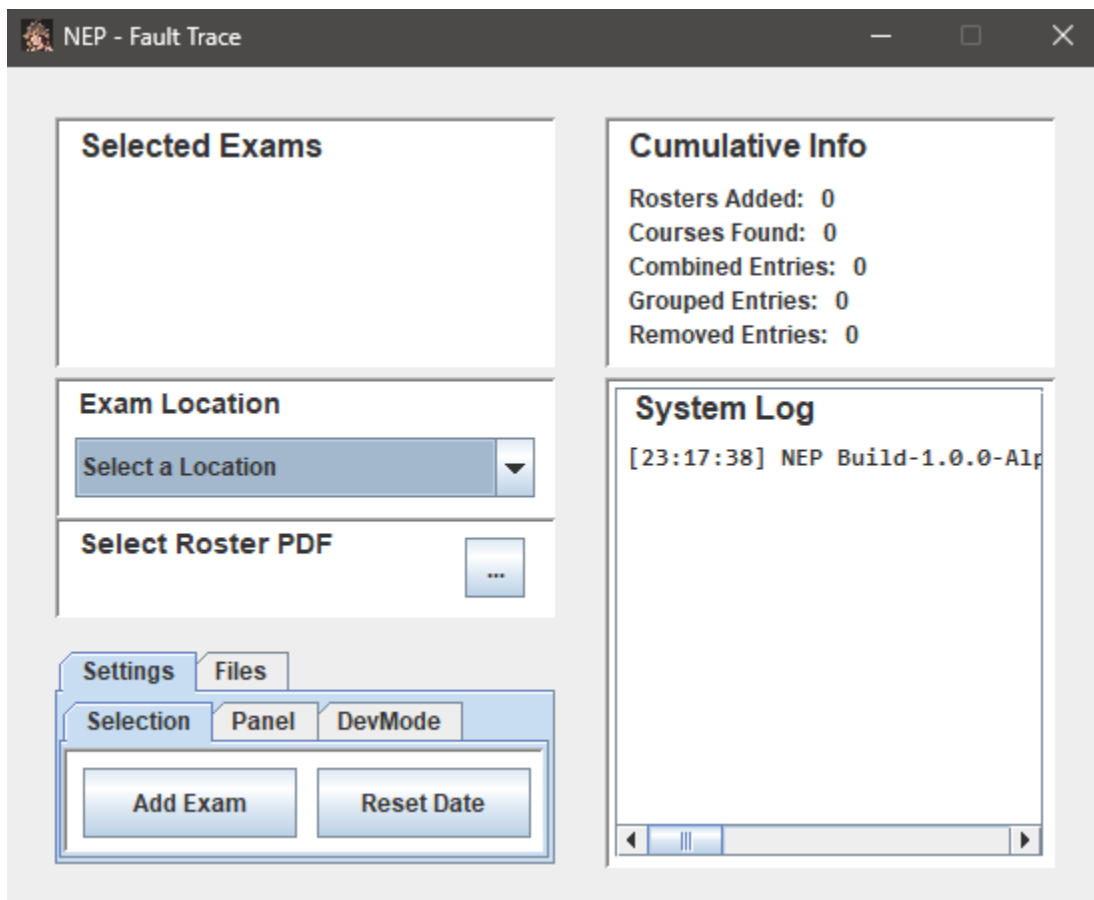 NEP - Fault Trace
Selected Exams
Exam Location
Select a Location
Select Roster PDF
...
Settings Files
Selection Panel DevMode
Add Exam Reset Date
Cumulative Info
Rosters Added: 0
Courses Found: 0
Combined Entries: 0
Grouped Entries: 0
Removed Entries: 0
System Log
[23:17:38] NEP Build-1.0.0-Alp